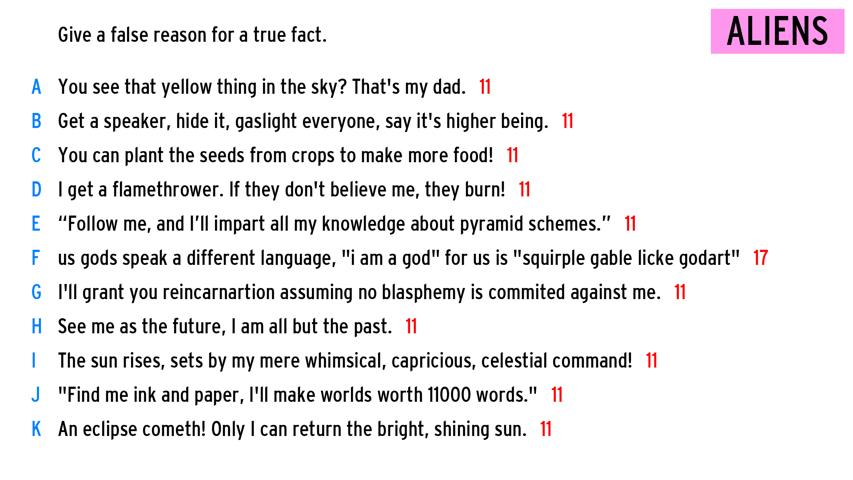 Give a false reason for a true fact.
ALIENS
A You see that yellow thing in the sky? That's my dad. 11
B Get a speaker, hide it, gaslight everyone, say it's higher being. 11
C You can plant the seeds from crops to make more food! 11
D I get a flamethrower. If they don't believe me, they burn! 11
E “Follow me, and I’ll impart all my knowledge about pyramid schemes.” 11
F us gods speak a different language, "i am a god" for us is "squirple gable licke godart" 17
G I'll grant you reincarnartion assuming no blasphemy is commited against me. 11
H See me as the future, I am all but the past. 11
I The sun rises, sets by my mere whimsical, capricious, celestial command! 11
J "Find me ink and paper, I'll make worlds worth 11000 words." 11
K An eclipse cometh! Only I can return the bright, shining sun. 11